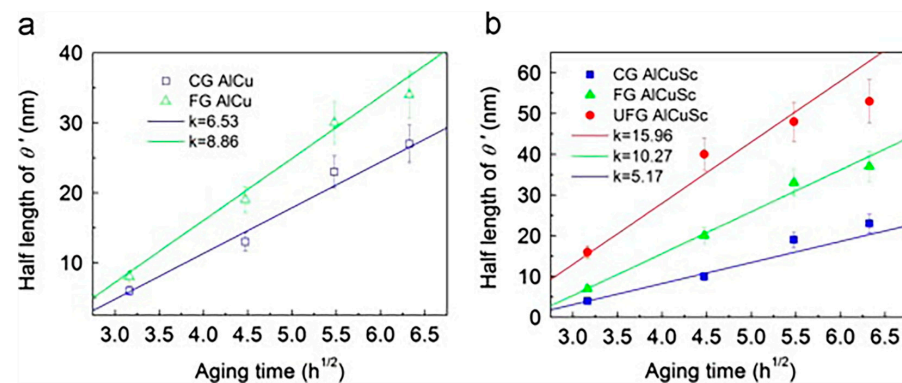 a
40
30
20
10
Half length of θ' (nm)
CG AlCu
FG AlCu
k=6.53
k=8.86
3.0 3.5 4.0 4.5 5.0 5.5 6.0 6.5
Aging time (h1/2)
b
60
50
40
30
20
10
0
Half length of θ' (nm)
CG AlCuSc
FG AlCuSc
UFG AlCuSc
k=15.96
k=10.27
k=5.17
3.0 3.5 4.0 4.5 5.0 5.5 6.0 6.5
Aging time (h1/2)